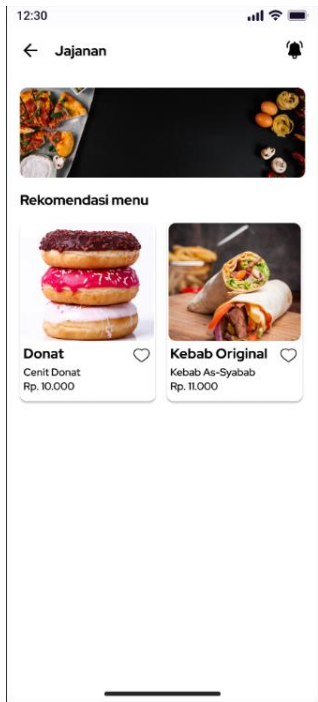 12:30
Jajanan
Rekomendasi menu
Donat
Cenit Donat
Rp. 10.000
Kebab Original
Kebab As-Syabab
Rp. 11.000